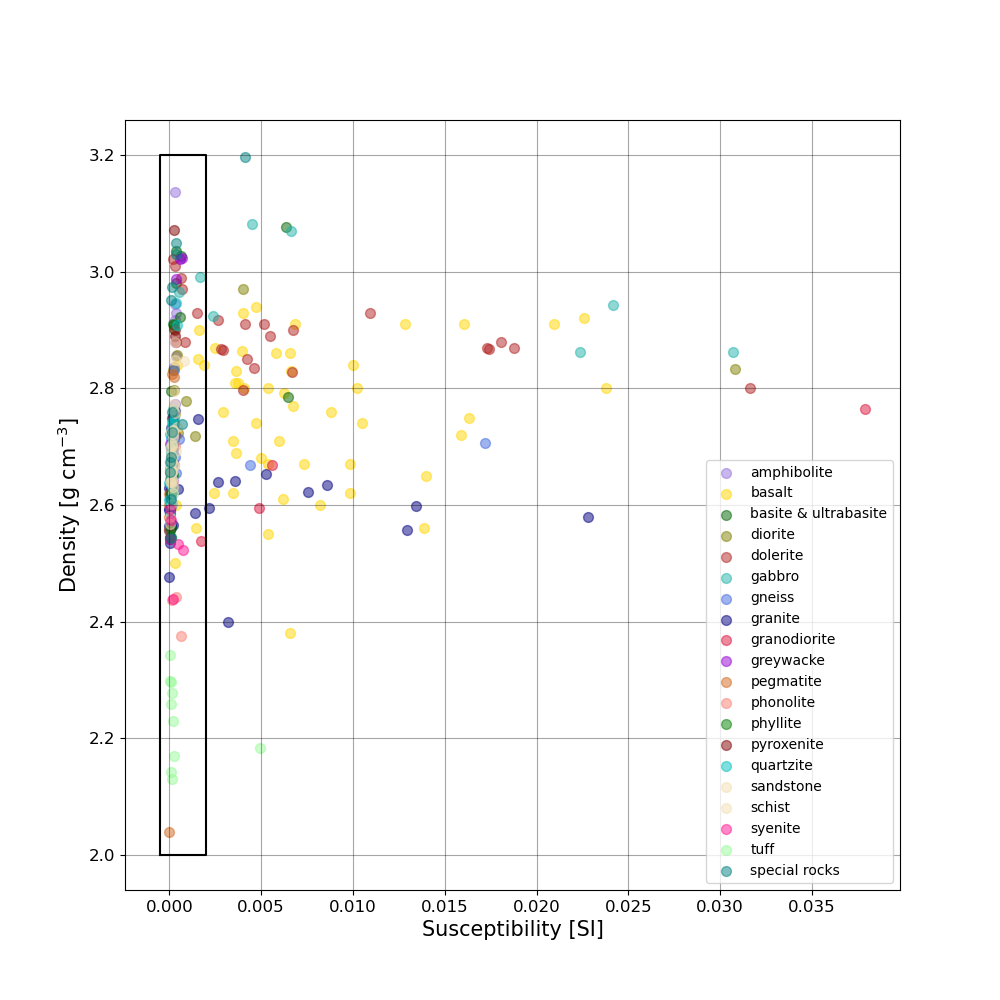 3.2
3.0
2.8
2.6
2.4
2.2
2.0
Density [g cm⁻³]
0.000 0.005 0.010 0.015 0.020 0.025 0.030 0.035
Susceptibility [SI]
amphibolite
basalt
basite & ultrabasite
diorite
dolerite
gabbro
gneiss
granite
granodiorite
greywacke
pegmatite
phonolite
phyllite
pyroxenite
quartzite
sandstone
schist
syenite
tuff
special rocks